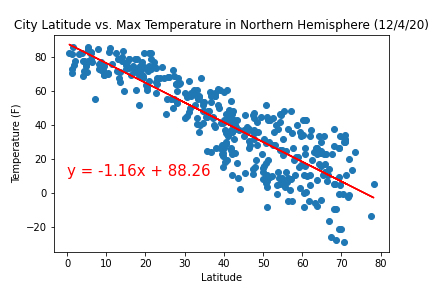 City Latitude vs. Max Temperature in Northern Hemisphere (12/4/20)
Temperature (F)
80
60
40
20
0
−20
y = -1.16x + 88.26
0 10 20 30 40 50 60 70 80
Latitude